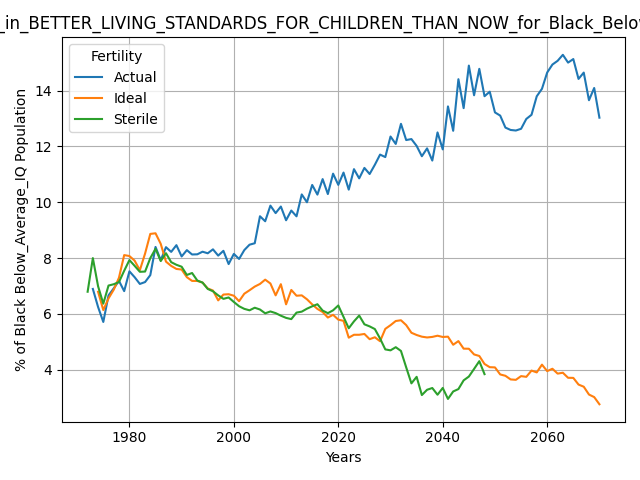 _in_BETTER_LIVING_STANDARDS_FOR_CHILDREN_THAN_NOW_for_Black_Belov
Fertility
Actual
Ideal
Sterile
% of Black Below_Average_IQ Population
14
12
10
8
6
4
1980 2000 2020 2040 2060
Years